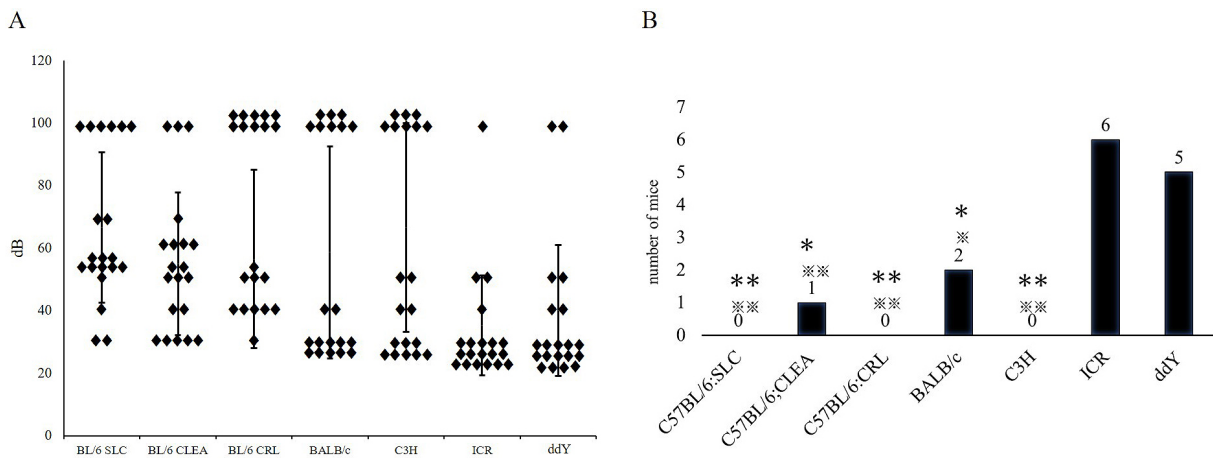 A
B
120
100
80
60
40
20
0
dB
BL/6 SLC BL/6 CLEA BL/6 CRL BALB/c C3H ICR ddY
7
6
5
4
3
2
1
0
number of mice
** * ** * ** 6 5
※※ ※※ ※※ ※ ※※
0 1 0 2 0
C57BL/6:SLC C57BL/6;CLEA C57BL/6:CRL BALB/c C3H ICR ddY